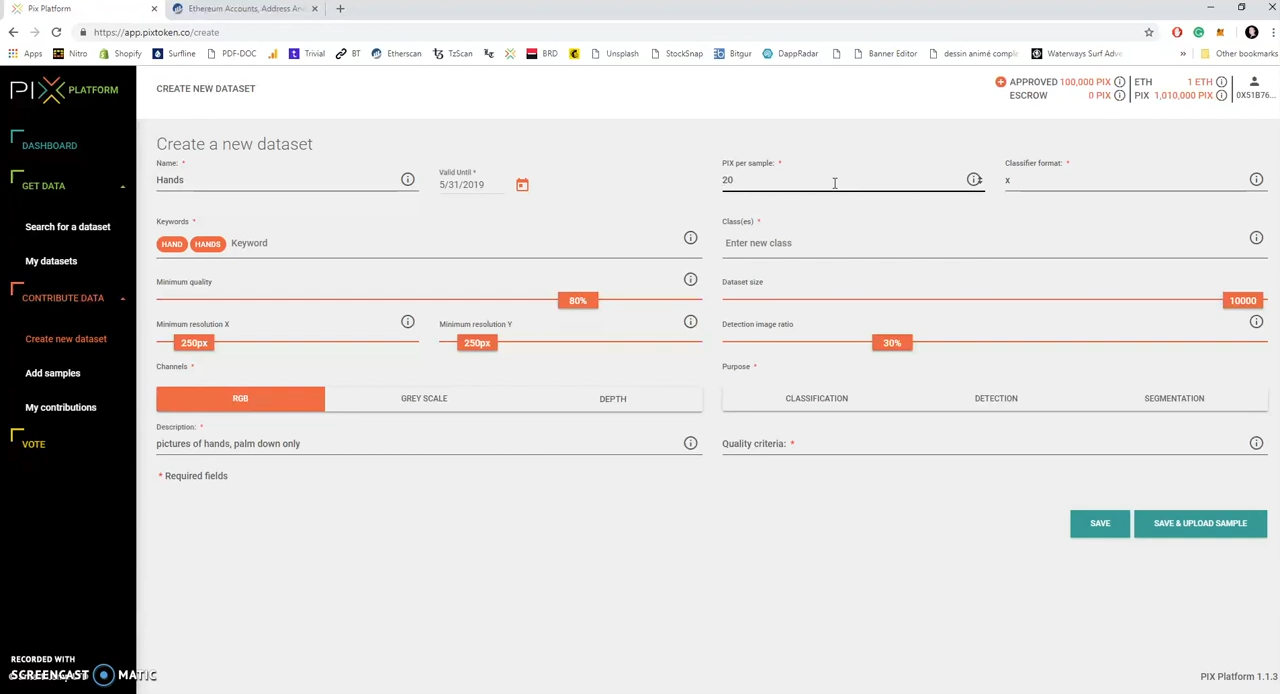 Pix Platform
Ethereum Accounts, Address An
https://app.pixtoken.co/create
Apps
Nitro
Shopify
Surfline
PDF-DOC
Trivial
BT
Etherscan
TzScan
BRD
Unsplash
StockSnap
Bitgur
DappRadar
Banner Editor
dessin animé comple
Waterways Surf Adve
»
Other bookmarks
PIX PLATFORM
CREATE NEW DATASET
APPROVED 100,000 PIX
ETH 1 ETH
ESCROW 0 PIX
PIX 1,010,000 PIX
0X51B76...
DASHBOARD
GET DATA
Search for a dataset
My datasets
CONTRIBUTE DATA
Create new dataset
Add samples
My contributions
VOTE
Create a new dataset
Name: *
Hands
Valid Until *
5/31/2019
PIX per sample: *
20
Classifier format: *
x
Keywords *
HAND HANDS Keyword
Class(es) *
Enter new class
Minimum quality
80%
Dataset size
10000
Minimum resolution X
250px
Minimum resolution Y
250px
Detection image ratio
30%
Channels *
RGB
GREY SCALE
DEPTH
Purpose *
CLASSIFICATION
DETECTION
SEGMENTATION
Description: *
pictures of hands, palm down only
Quality criteria: *
* Required fields
SAVE
SAVE & UPLOAD SAMPLE
RECORDED WITH
SCREENCAST MATIC
PIX Platform 1.1.3